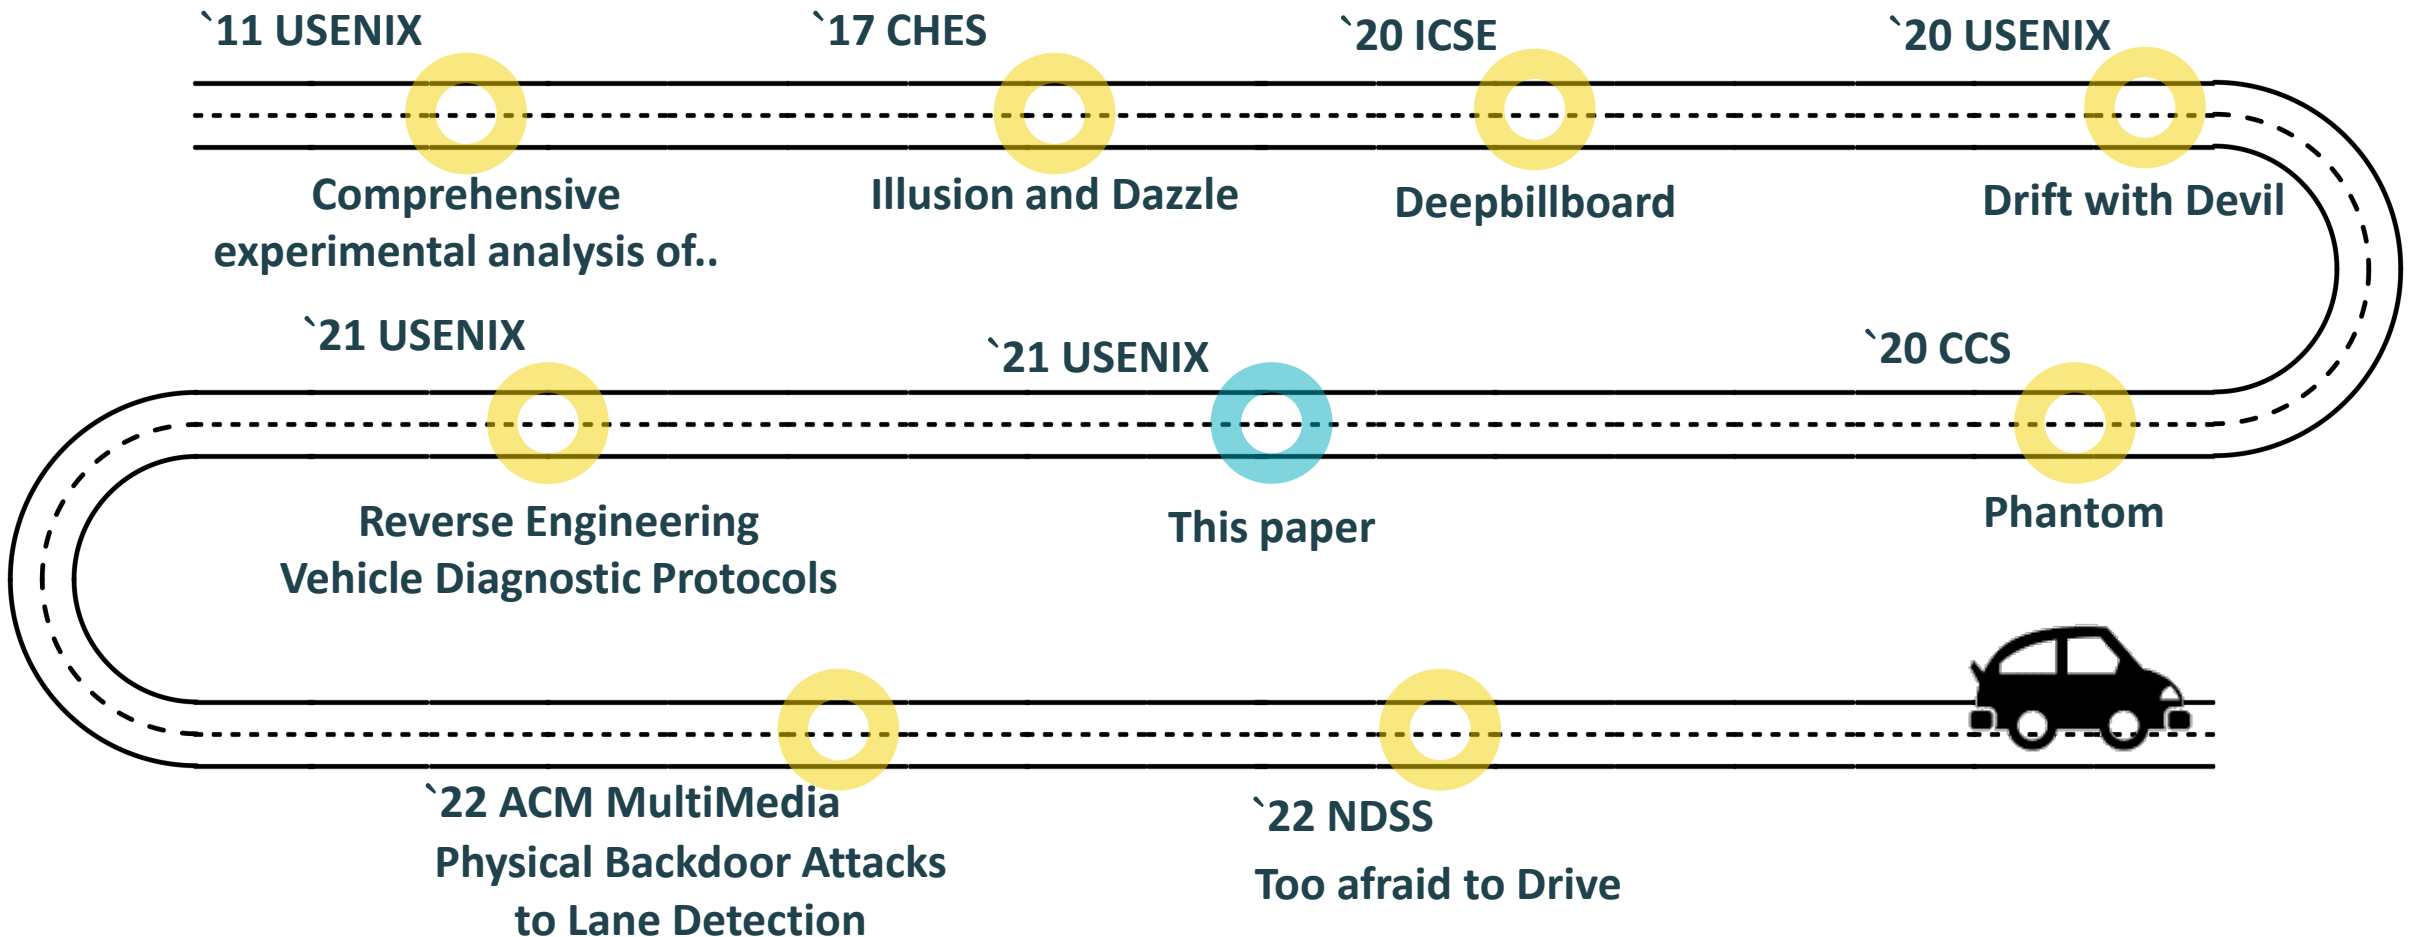 `11 USENIX
Comprehensive
experimental analysis of..
`17 CHES
Illusion and Dazzle
`20 ICSE
Deepbillboard
`20 USENIX
Drift with Devil
`20 CCS
Phantom
`21 USENIX
This paper
`21 USENIX
Reverse Engineering
Vehicle Diagnostic Protocols
`22 ACM MultiMedia
Physical Backdoor Attacks
to Lane Detection
`22 NDSS
Too afraid to Drive